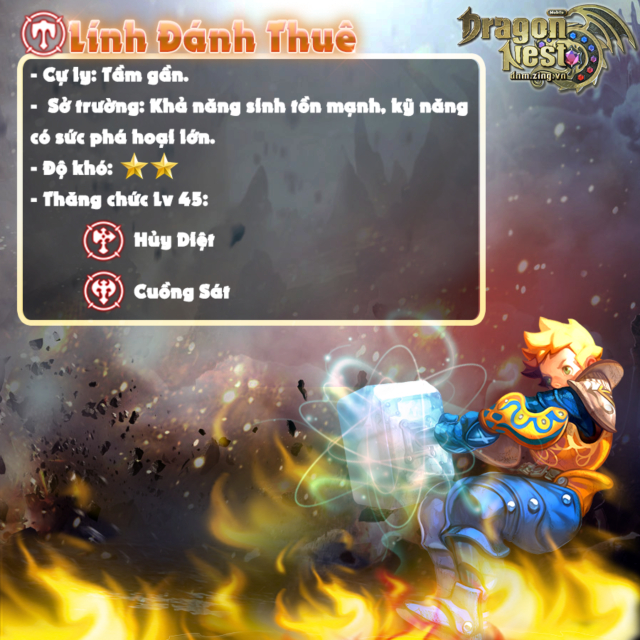 Lính Đánh Thuê
Mobile
Dragon
Nest
dnm.zing.vn
- Cự ly: Tầm gần.
- Sở trường: Khả năng sinh tồn mạnh, kỹ năng
có sức phá hoại lớn.
- Độ khó:
- Thăng chức Lv 45:
Hủy Diệt
Cuồng Sát